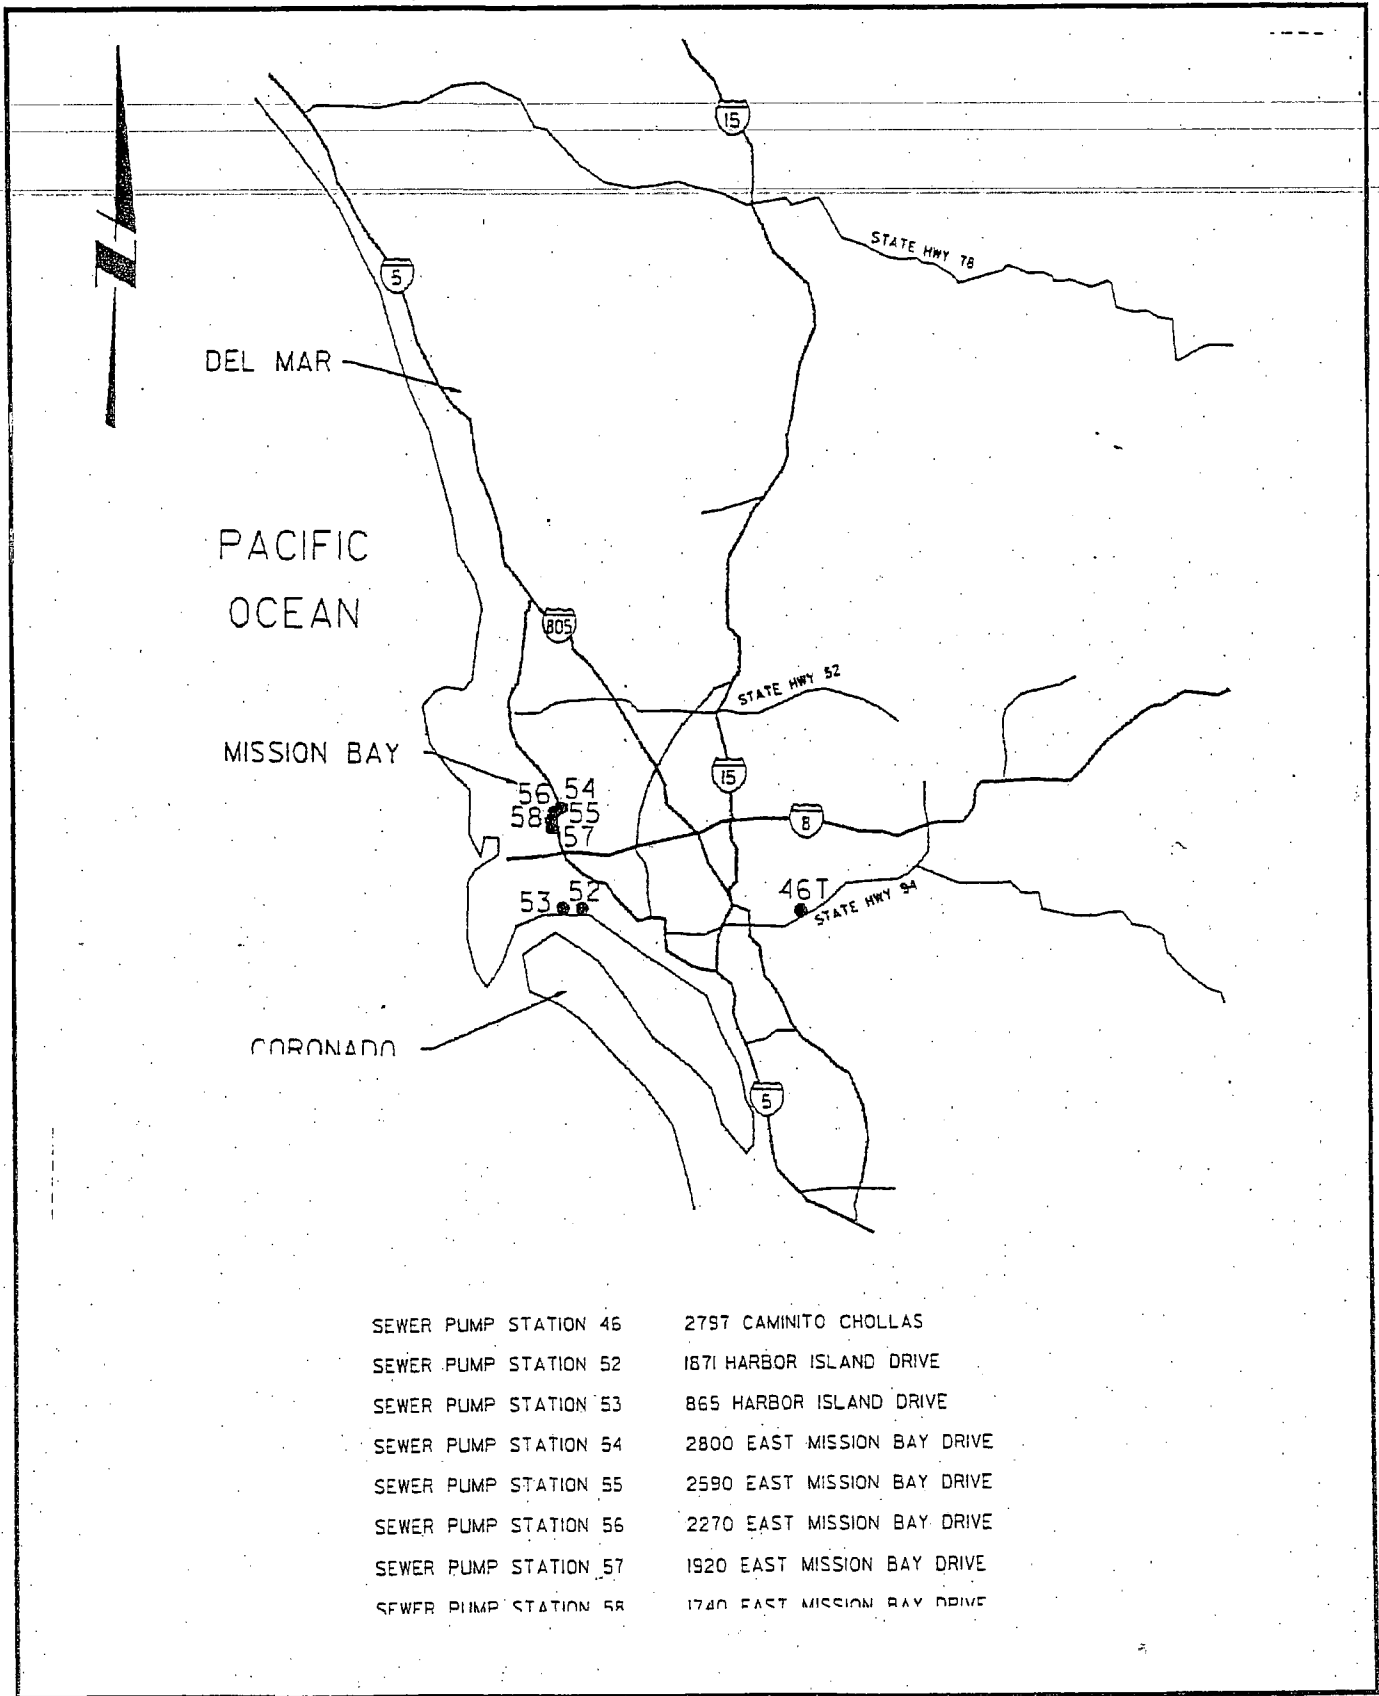 15
STATE HWY 78
5
DEL MAR
PACIFIC
OCEAN
805
STATE HWY 52
MISSION BAY
15
56 54
58 55
57
8
46T
STATE HWY 94
53 52
CORONADO
5
SEWER PUMP STATION 46 2797 CAMINITO CHOLLAS
SEWER PUMP STATION 52 1871 HARBOR ISLAND DRIVE
SEWER PUMP STATION 53 865 HARBOR ISLAND DRIVE
SEWER PUMP STATION 54 2800 EAST MISSION BAY DRIVE
SEWER PUMP STATION 55 2590 EAST MISSION BAY DRIVE
SEWER PUMP STATION 56 2270 EAST MISSION BAY DRIVE
SEWER PUMP STATION 57 1920 EAST MISSION BAY DRIVE
SEWER PUMP STATION 58 1740 EAST MISSION BAY DRIVE